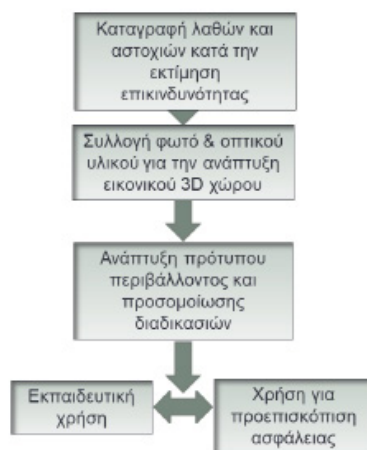 Καταγραφή λαθών και
αστοχιών κατά την
εκτίμηση
επικινδυνότητας
Συλλογή φωτό & οπτικού
υλικού για την ανάπτυξη
εικονικού 3D χώρου
Ανάπτυξη πρότυπου
περιβάλλοντος και
προσομοίωσης
διαδικασιών
Εκπαιδευτική
χρήση
Χρήση για
προεπισκόπιση
ασφάλειας